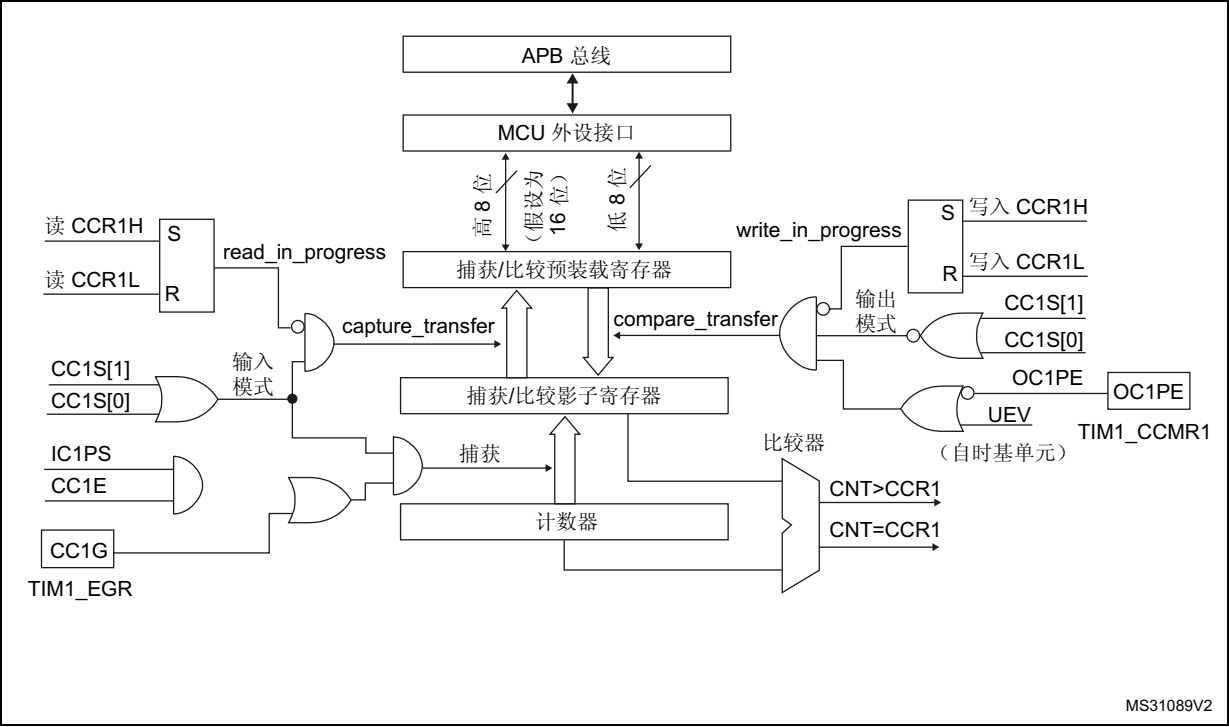 APB 总线
MCU 外设接口
高 8 位
（假设为
16 位）
低 8 位
读 CCR1H
S
read_in_progress
读 CCR1L
R
write_in_progress
S
写入 CCR1H
R
写入 CCR1L
捕获/比较预装载寄存器
capture_transfer
compare_transfer
输出
模式
CC1S[1]
CC1S[0]
输入
模式
CC1S[1]
CC1S[0]
捕获/比较影子寄存器
OC1PE
OC1PE
UEV
TIM1_CCMR1
（自时基单元）
IC1PS
CC1E
捕获
比较器
CNT>CCR1
CNT=CCR1
计数器
CC1G
TIM1_EGR
MS31089V2